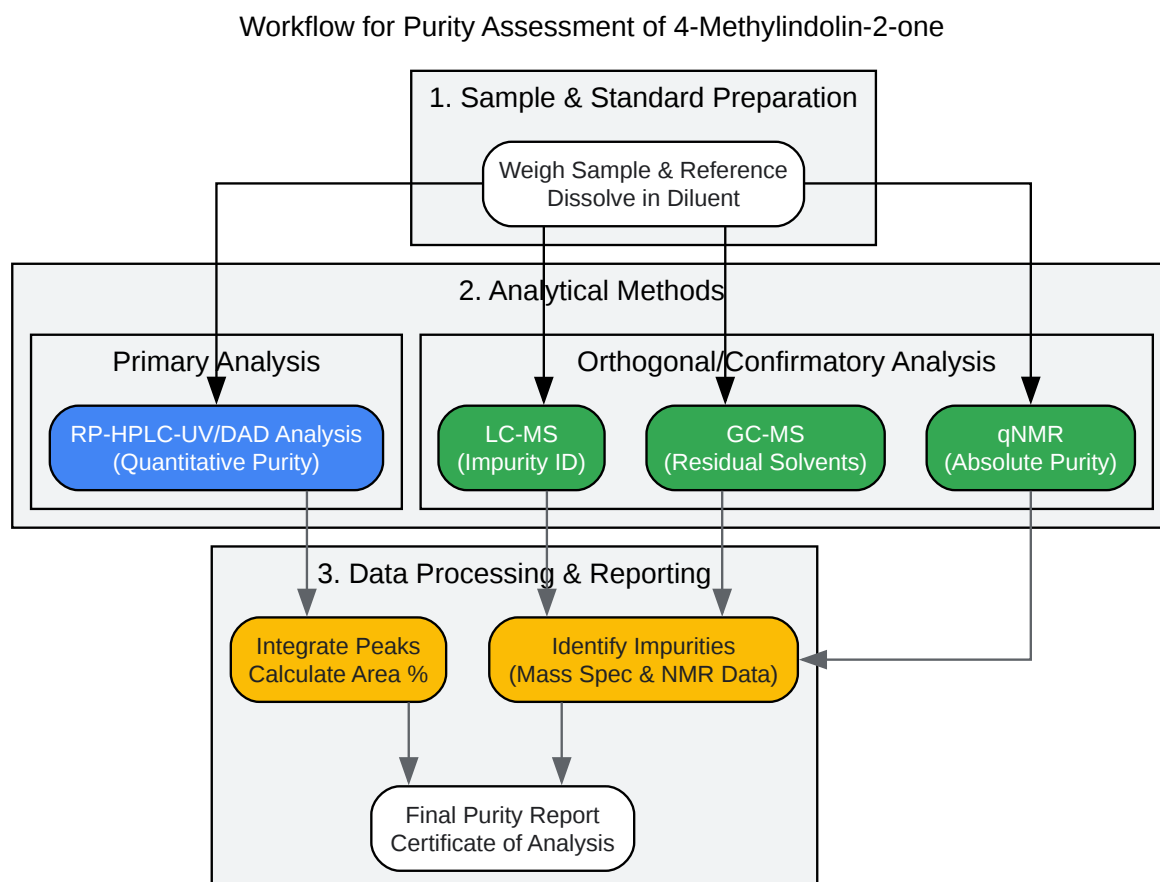 Workflow for Purity Assessment of 4-Methylindolin-2-one
1. Sample & Standard Preparation
Weigh Sample & Reference
Dissolve in Diluent
2. Analytical Methods
Primary Analysis
Orthogonal/Confirmatory Analysis
RP-HPLC-UV/DAD Analysis
(Quantitative Purity)
LC-MS
(Impurity ID)
GC-MS
(Residual Solvents)
qNMR
(Absolute Purity)
3. Data Processing & Reporting
Integrate Peaks
Calculate Area %
Identify Impurities
(Mass Spec & NMR Data)
Final Purity Report
Certificate of Analysis